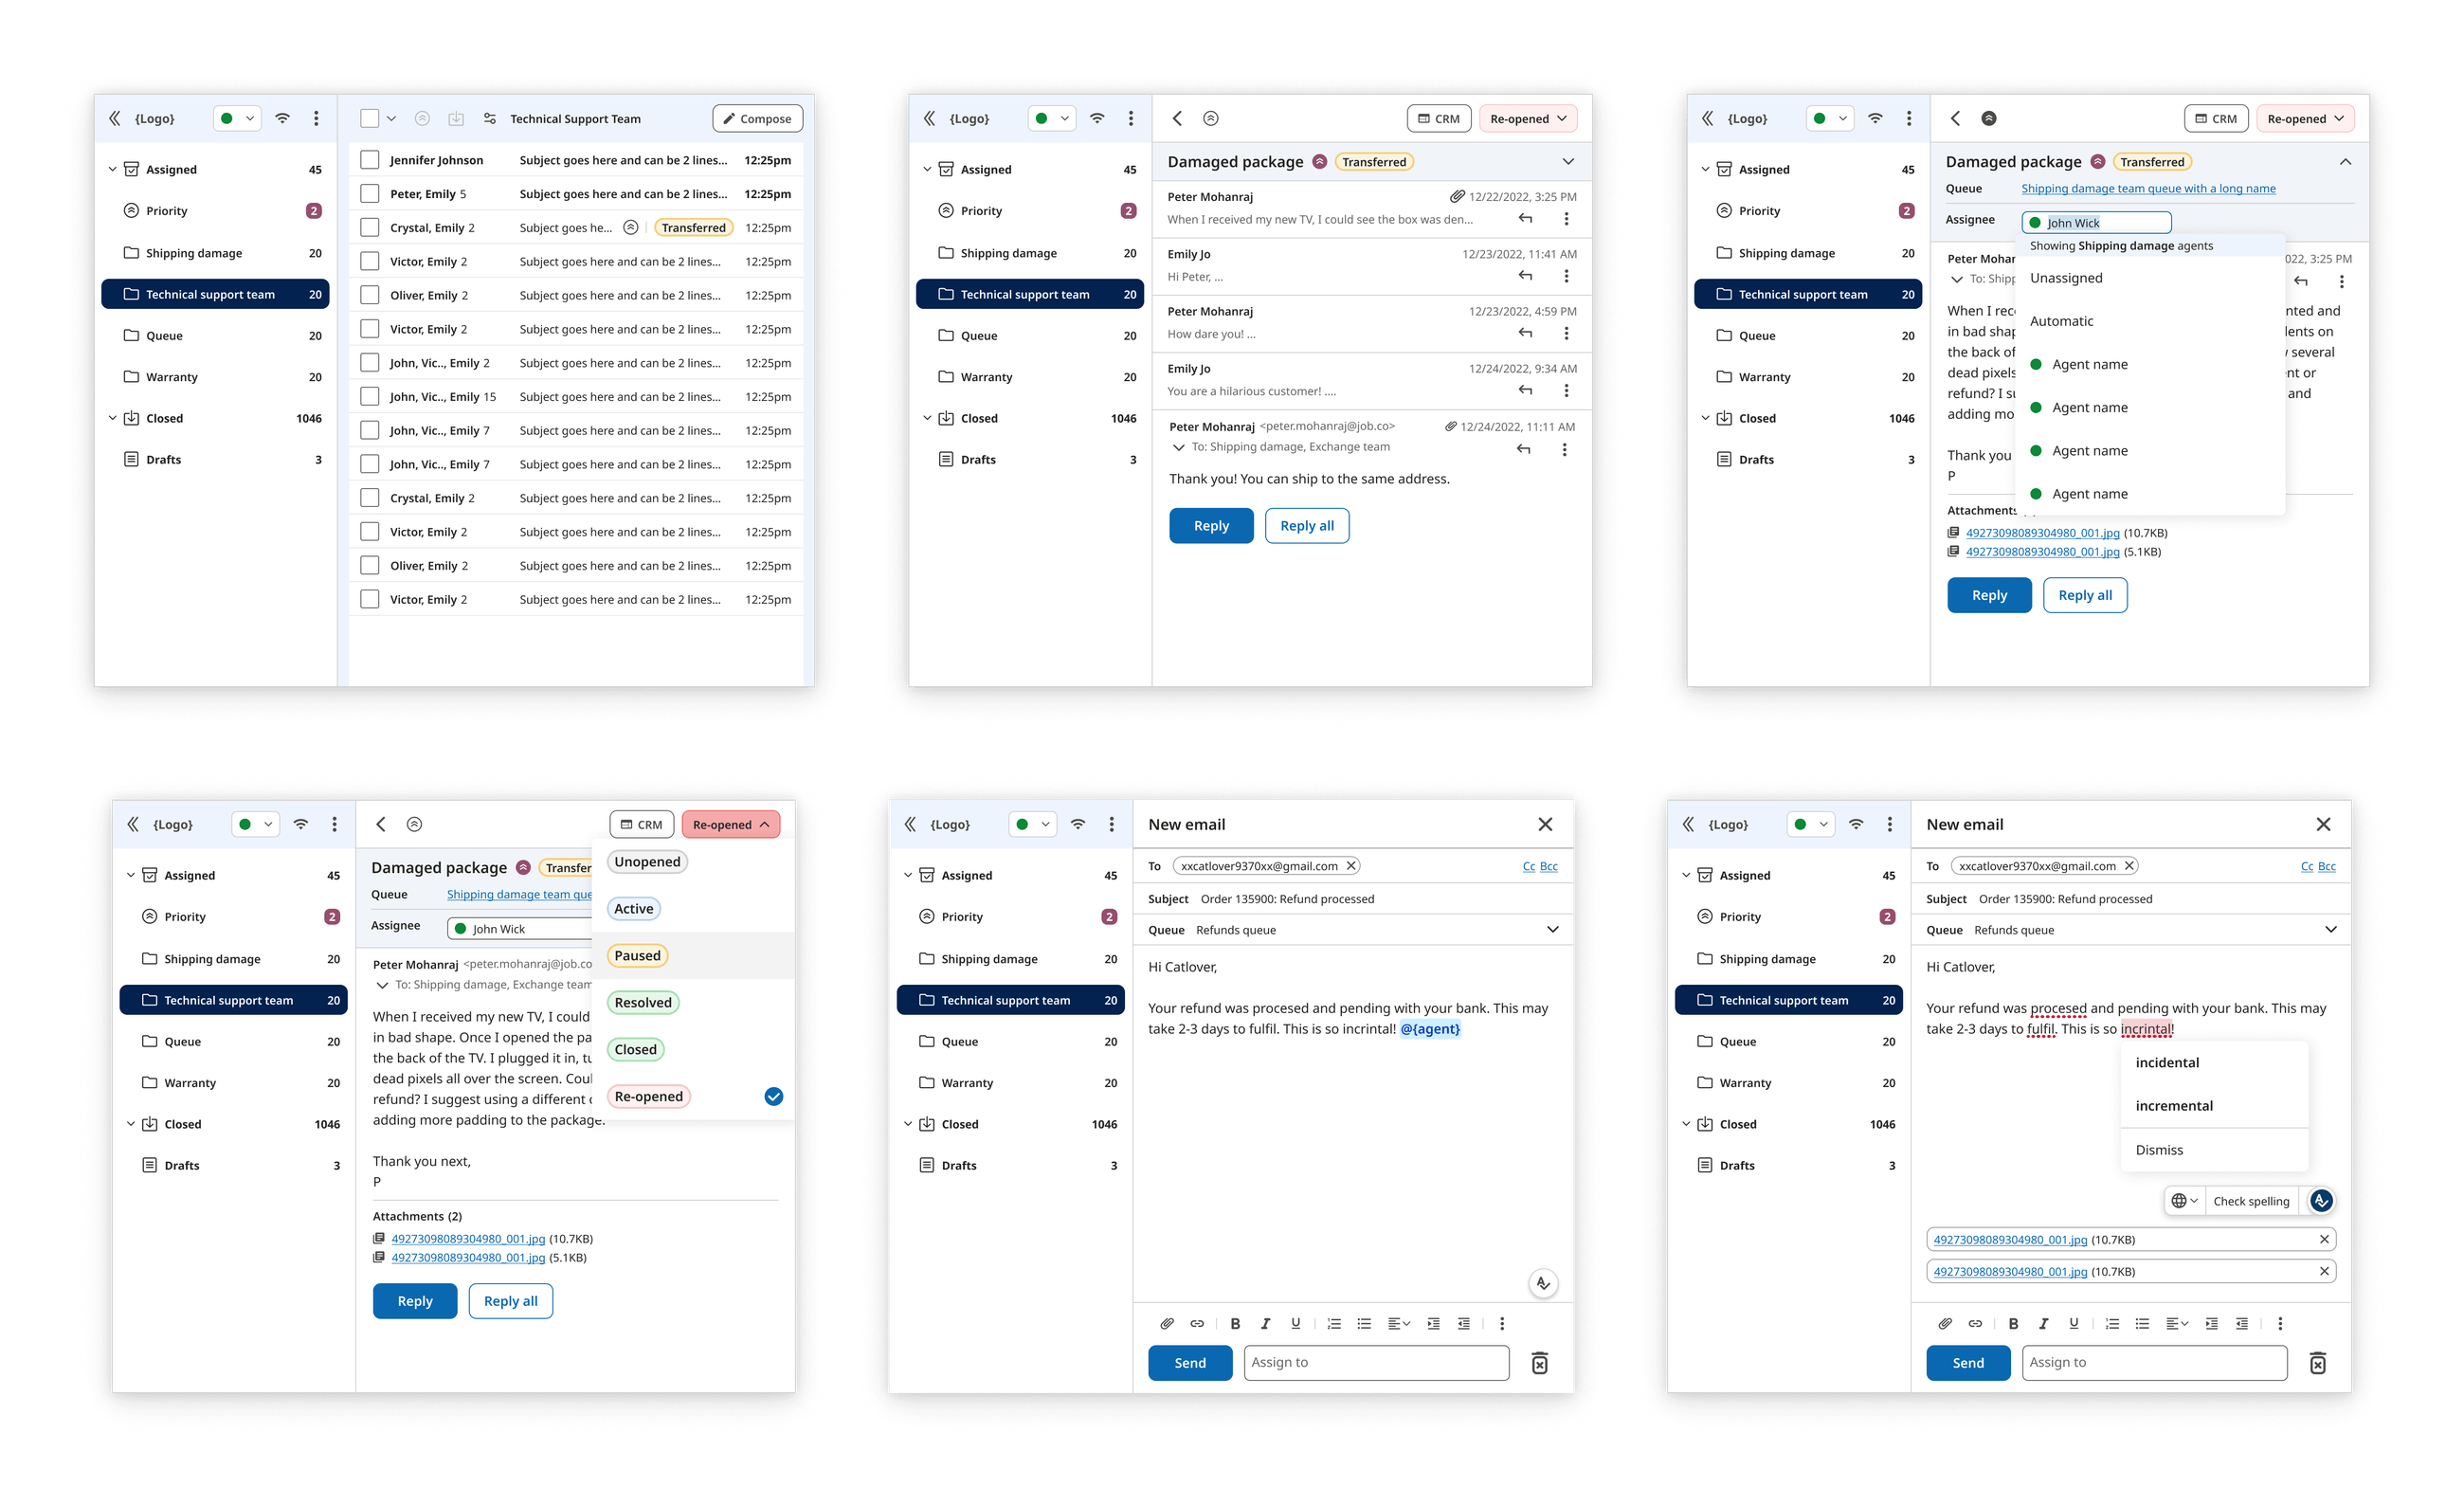 {Logo}
Technical Support Team
Compose
Assigned 45
Priority 2
Shipping damage 20
Technical support team 20
Queue 20
Warranty 20
Closed 1046
Drafts 3
Jennifer Johnson Subject goes here and can be 2 lines... 12:25pm
Peter, Emily 5 Subject goes here and can be 2 lines... 12:25pm
Crystal, Emily 2 Subject goes he... Transferred 12:25pm
Victor, Emily 2 Subject goes here and can be 2 lines... 12:25pm
Oliver, Emily 2 Subject goes here and can be 2 lines... 12:25pm
Victor, Emily 2 Subject goes here and can be 2 lines... 12:25pm
John, Vic.., Emily 2 Subject goes here and can be 2 lines... 12:25pm
John, Vic.., Emily 15 Subject goes here and can be 2 lines... 12:25pm
John, Vic.., Emily 7 Subject goes here and can be 2 lines... 12:25pm
John, Vic.., Emily 7 Subject goes here and can be 2 lines... 12:25pm
Crystal, Emily 2 Subject goes here and can be 2 lines... 12:25pm
Victor, Emily 2 Subject goes here and can be 2 lines... 12:25pm
Oliver, Emily 2 Subject goes here and can be 2 lines... 12:25pm
Victor, Emily 2 Subject goes here and can be 2 lines... 12:25pm
{Logo}
CRM Re-opened
Assigned 45
Priority 2
Shipping damage 20
Technical support team 20
Queue 20
Warranty 20
Closed 1046
Drafts 3
Damaged package Transferred
Peter Mohanraj 12/22/2022, 3:25 PM
When I received my new TV, I could see the box was den...
Emily Jo 12/23/2022, 11:41 AM
Hi Peter, ...
Peter Mohanraj 12/23/2022, 4:59 PM
How dare you! ...
Emily Jo 12/24/2022, 9:34 AM
You are a hilarious customer! ....
Peter Mohanraj <peter.mohanraj@job.co> 12/24/2022, 11:11 AM
To: Shipping damage, Exchange team
Thank you! You can ship to the same address.
Reply Reply all
{Logo}
CRM Re-opened
Assigned 45
Priority 2
Shipping damage 20
Technical support team 20
Queue 20
Warranty 20
Closed 1046
Drafts 3
Damaged package Transferred
Queue Shipping damage team queue with a long name
Assignee John Wick
Showing Shipping damage agents
Unassigned
Automatic
Agent name
Agent name
Agent name
Agent name
Peter Mohan 022, 3:25 PM
To: Shipp
When I rec nted and
in bad shap ents on
the back of several
dead pixels nt or
refund? I su and
adding mo
Thank you
P
Attachments
49273098089304980_001.jpg (10.7KB)
49273098089304980_001.jpg (5.1KB)
Reply Reply all
{Logo}
CRM Re-opened
Assigned 45
Priority 2
Shipping damage 20
Technical support team 20
Queue 20
Warranty 20
Closed 1046
Drafts 3
Damaged package Transfer
Queue Shipping damage team que
Assignee John Wick
Unopened
Active
Paused
Resolved
Closed
Re-opened
Peter Mohanraj <peter.mohanraj@job.co
To: Shipping damage, Exchange team
When I received my new TV, I could
in bad shape. Once I opened the pa
the back of the TV. I plugged it in, tu
dead pixels all over the screen. Coul
refund? I suggest using a different
adding more padding to the package.
Thank you next,
P
Attachments (2)
49273098089304980_001.jpg (10.7KB)
49273098089304980_001.jpg (5.1KB)
Reply Reply all
{Logo}
New email
Assigned 45
Priority 2
Shipping damage 20
Technical support team 20
Queue 20
Warranty 20
Closed 1046
Drafts 3
To xxcatlover9370xx@gmail.com Cc Bcc
Subject Order 135900: Refund processed
Queue Refunds queue
Hi Catlover,
Your refund was procesed and pending with your bank. This may
take 2-3 days to fulfil. This is so incrintal! @{agent}
Send Assign to
{Logo}
New email
Assigned 45
Priority 2
Shipping damage 20
Technical support team 20
Queue 20
Warranty 20
Closed 1046
Drafts 3
To xxcatlover9370xx@gmail.com Cc Bcc
Subject Order 135900: Refund processed
Queue Refunds queue
Hi Catlover,
Your refund was procesed and pending with your bank. This may
take 2-3 days to fulfil. This is so incrintal!
incidental
incremental
Dismiss
Check spelling
49273098089304980_001.jpg (10.7KB)
49273098089304980_001.jpg (10.7KB)
Send Assign to